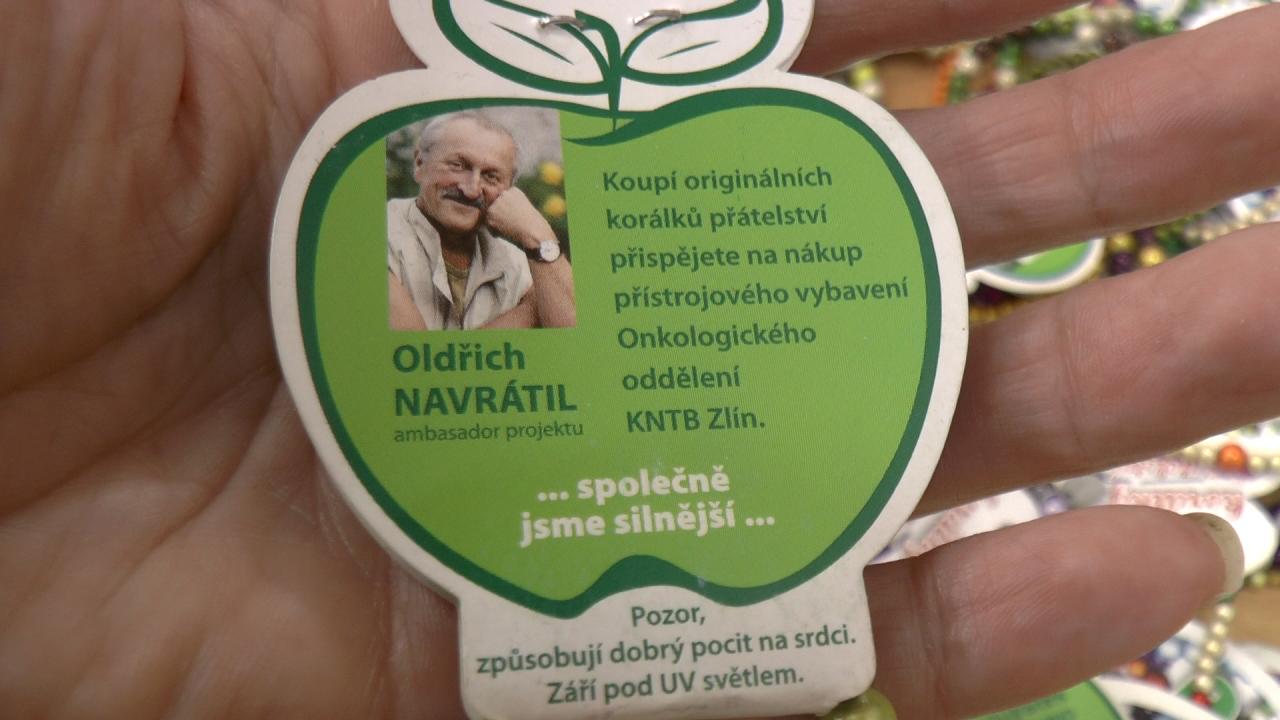 Koupí originálních
korálků přátelství
přispějete na nákup
přístrojového vybavení
Onkologického
oddělení
KNTB Zlín.
Oldřich
NAVRÁTIL
ambasador projektu
... společně
jsme silnější ...
Pozor,
způsobují dobrý pocit na srdci.
Září pod UV světlem.